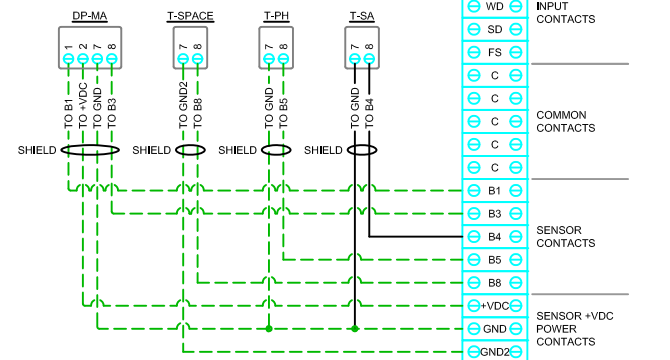 DP-MA T-SPACE T-PH T-SA
1 2 7 8 7 8 7 8 7 8
TO B1 TO +VDC TO GND TO B3 TO GND2 TO B8 TO GND TO B5 TO GND TO B4
SHIELD SHIELD SHIELD SHIELD
WD
SD
FS
INPUT
CONTACTS
C
C
C
C
C
COMMON
CONTACTS
B1
B3
B4
B5
B8
SENSOR
CONTACTS
+VDC
GND
GND2
SENSOR +VDC
POWER
CONTACTS